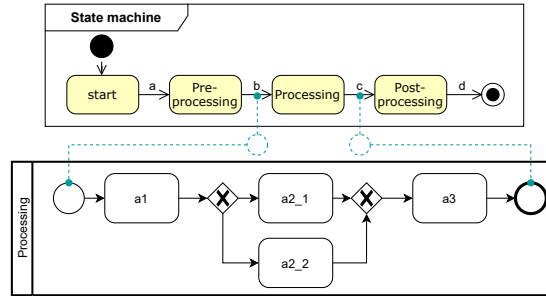 State machine
start
a
Pre-
processing
b
Processing
c
Post-
processing
d
Processing
a1
a2_1
a3
a2_2